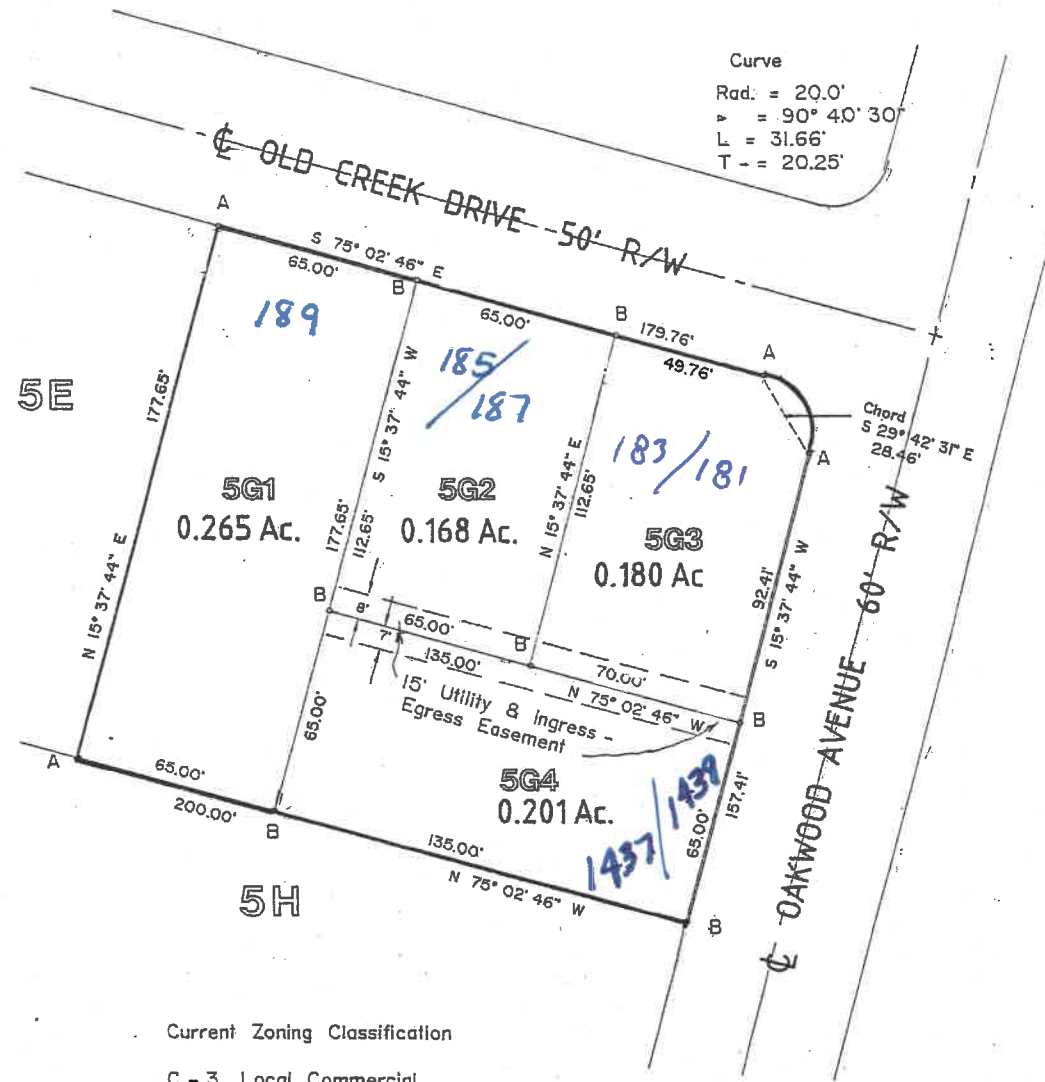 Curve
Rad. = 20.0'
= 90° 40' 30"
L = 31.66'
T - = 20.25'
℄ OLD CREEK DRIVE 50' R/W
A
S 75° 02' 46" E
65.00'
B
65.00'
B
179.76'
49.76'
A
Chord
S 29° 42' 31" E
28.46'
A
189
185/187
183/181
5E
177.65'
N 15° 37' 44" E
S 15° 37' 44" W
177.65'
112.65'
N 15° 37' 44" E
112.65'
5G1
0.265 Ac.
5G2
0.168 Ac.
5G3
0.180 Ac
92.41'
S 15° 37' 44" W
℄ OAKWOOD AVENUE 60' R/W
B
8'
7'
65.00'
135.00'
B
70.00'
N 75° 02' 46" W
B
15' Utility & Ingress -
Egress Easement
65.00'
5G4
0.201 Ac.
1437/1439
65.00'
157.41'
A
65.00'
200.00'
B
135.00'
N 75° 02' 46" W
B
5H
Current Zoning Classification
C - 3 Local Commercial